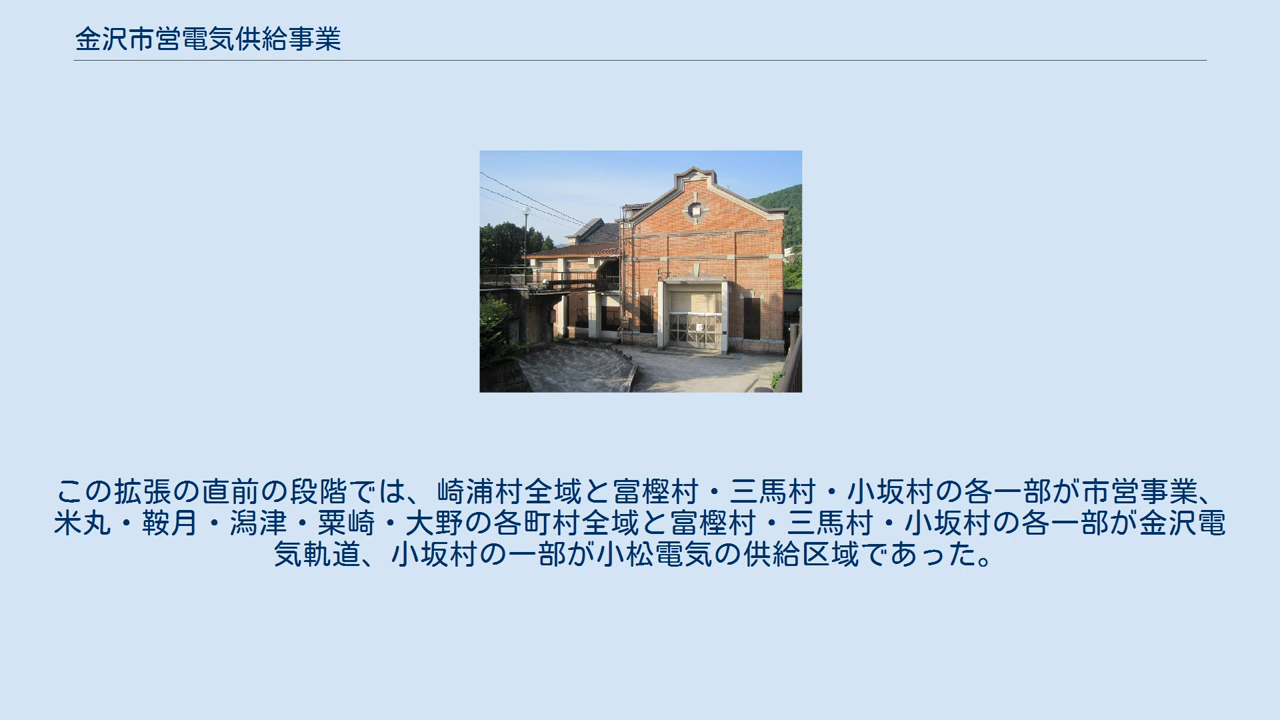 金沢市営電気供給事業
この拡張の直前の段階では、崎浦村全域と富樫村・三馬村・小坂村の各一部が市営事業、
米丸・鞍月・潟津・粟崎・大野の各町村全域と富樫村・三馬村・小坂村の各一部が金沢電
気軌道、小坂村の一部が小松電気の供給区域であった。